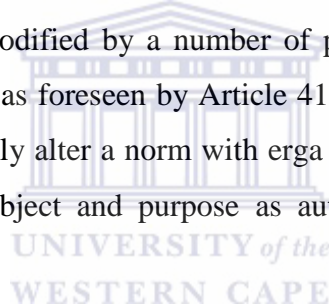 odified by a number of p
as foreseen by Article 41
ly alter a norm with erga
bject and purpose as au
UNIVERSITY of the
WESTERN CAPE